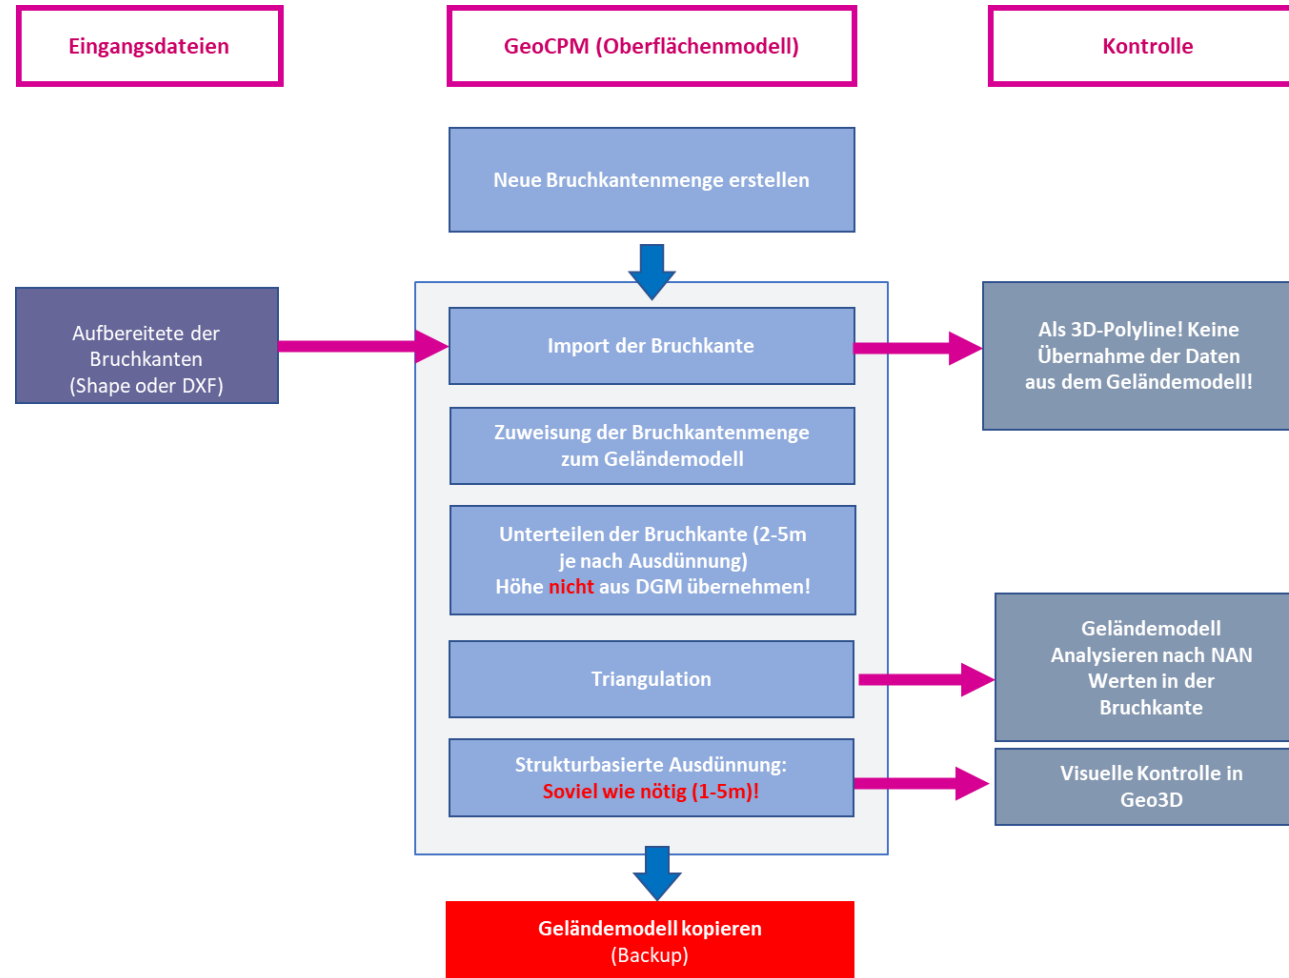 Eingangsdateien
GeoCPM (Oberflächenmodell)
Kontrolle
Neue Bruchkantenmenge erstellen
Aufbereitete der
Bruchkanten
(Shape oder DXF)
Import der Bruchkante
Als 3D-Polyline! Keine
Übernahme der Daten
aus dem Geländemodell!
Zuweisung der Bruchkantenmenge
zum Geländemodell
Unterteilen der Bruchkante (2-5m
je nach Ausdünnung)
Höhe nicht aus DGM übernehmen!
Triangulation
Geländemodell
Analysieren nach NAN
Werten in der
Bruchkante
Strukturbasierte Ausdünnung:
Soviel wie nötig (1-5m)!
Visuelle Kontrolle in
Geo3D
Geländemodell kopieren
(Backup)